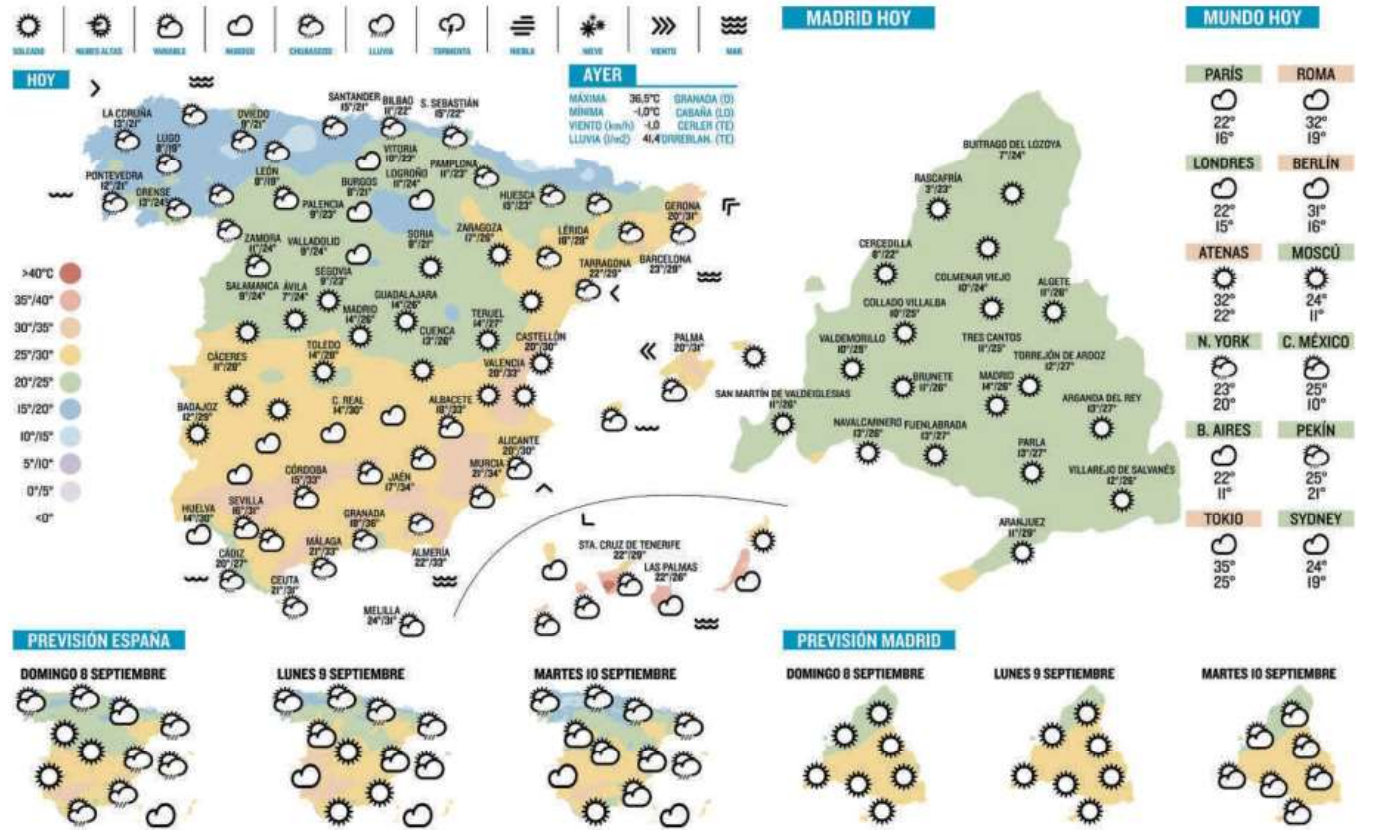 SOLEADO
NUBES ALTAS
VARIABLE
NUBOSO
CHUBASCOS
LLUVIA
TORMENTA
NIEBLA
NIEVE
VIENTO
MAR
HOY
AYER
MÁXIMA 36,5°C GRANADA (O)
MÍNIMA -1,0°C CABAÑA (LO)
VIENTO (km/h) -1,0 CERLER (TE)
LLUVIA (l/m2) 41,4 TORREBLAN. (TE)
LA CORUÑA
13°/21°
LUGO
8°/19°
OVIEDO
9°/21°
SANTANDER
15°/21°
BILBAO
11°/22°
S. SEBASTIÁN
15°/22°
VITORIA
10°/23°
PAMPLONA
11°/23°
PONTEVEDRA
12°/21°
ORENSE
13°/24°
LEÓN
8°/19°
BURGOS
8°/21°
LOGROÑO
11°/24°
PALENCIA
9°/23°
HUESCA
15°/23°
GERONA
20°/31°
ZAMORA
11°/24°
VALLADOLID
9°/24°
SORIA
8°/21°
ZARAGOZA
17°/26°
LÉRIDA
18°/28°
BARCELONA
23°/29°
TARRAGONA
22°/29°
SEGOVIA
9°/23°
SALAMANCA
9°/24°
ÁVILA
7°/24°
GUADALAJARA
14°/26°
MADRID
14°/26°
CUENCA
13°/26°
TERUEL
14°/27°
CASTELLÓN
20°/30°
TOLEDO
14°/28°
CÁCERES
11°/28°
VALENCIA
20°/33°
PALMA
20°/31°
BADAJOZ
12°/29°
C. REAL
14°/30°
ALBACETE
18°/33°
ALICANTE
20°/30°
MURCIA
21°/34°
CÓRDOBA
15°/33°
JAÉN
17°/34°
HUELVA
14°/30°
SEVILLA
16°/31°
GRANADA
18°/36°
MÁLAGA
21°/33°
ALMERÍA
22°/33°
CÁDIZ
20°/27°
CEUTA
21°/31°
MELILLA
24°/31°
STA. CRUZ DE TENERIFE
22°/29°
LAS PALMAS
22°/26°
>40°C
35°/40°
30°/35°
25°/30°
20°/25°
15°/20°
10°/15°
5°/10°
0°/5°
<0°
MADRID HOY
BUITRAGO DEL LOZOYA
7°/24°
RASCAFRÍA
3°/23°
CERCEDILLA
8°/22°
COLMENAR VIEJO
10°/24°
ALGETE
11°/26°
COLLADO VILLALBA
10°/25°
VALDEMORILLO
10°/25°
TRES CANTOS
11°/25°
TORREJÓN DE ARDOZ
12°/27°
BRUNETE
11°/26°
MADRID
14°/26°
SAN MARTÍN DE VALDEIGLESIAS
11°/26°
ARGANDA DEL REY
13°/27°
NAVALCARNERO
13°/26°
FUENLABRADA
13°/27°
PARLA
13°/27°
VILLAREJO DE SALVANÉS
12°/26°
ARANJUEZ
11°/29°
MUNDO HOY
PARÍS
22°
16°
ROMA
32°
19°
LONDRES
22°
15°
BERLÍN
31°
16°
ATENAS
32°
22°
MOSCÚ
24°
11°
N. YORK
23°
20°
C. MÉXICO
25°
10°
B. AIRES
22°
11°
PEKÍN
25°
21°
TOKIO
35°
25°
SYDNEY
24°
19°
PREVISIÓN ESPAÑA
DOMINGO 8 SEPTIEMBRE
LUNES 9 SEPTIEMBRE
MARTES 10 SEPTIEMBRE
PREVISIÓN MADRID
DOMINGO 8 SEPTIEMBRE
LUNES 9 SEPTIEMBRE
MARTES 10 SEPTIEMBRE